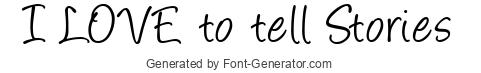 I LOVE to tell Stories
Generated by Font-Generator.com